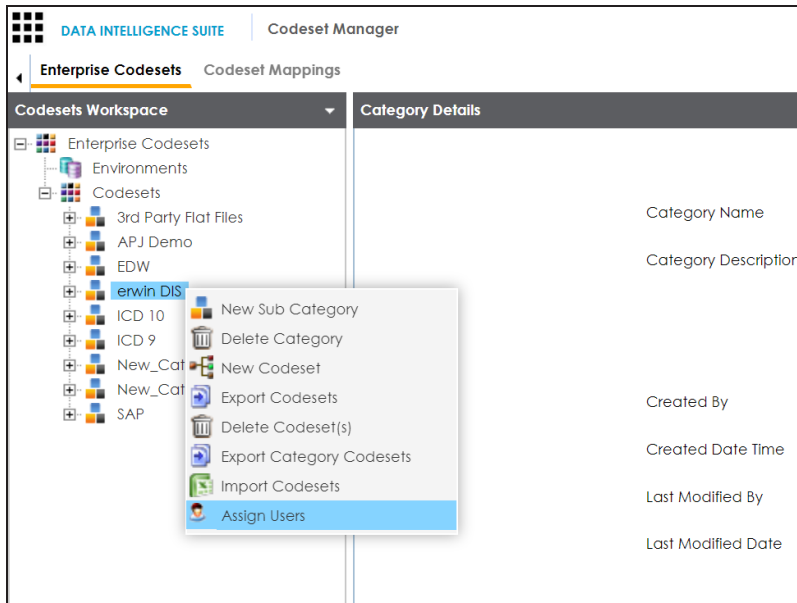 DATA INTELLIGENCE SUITE Codeset Manager
Enterprise Codesets Codeset Mappings
Codesets Workspace Category Details
Enterprise Codesets
Environments
Codesets
3rd Party Flat Files
APJ Demo
EDW
erwin DIS
ICD 10
ICD 9
New_Cat
New_Cat
SAP
New Sub Category
Delete Category
New Codeset
Export Codesets
Delete Codeset(s)
Export Category Codesets
Import Codesets
Assign Users
Category Name
Category Description
Created By
Created Date Time
Last Modified By
Last Modified Date